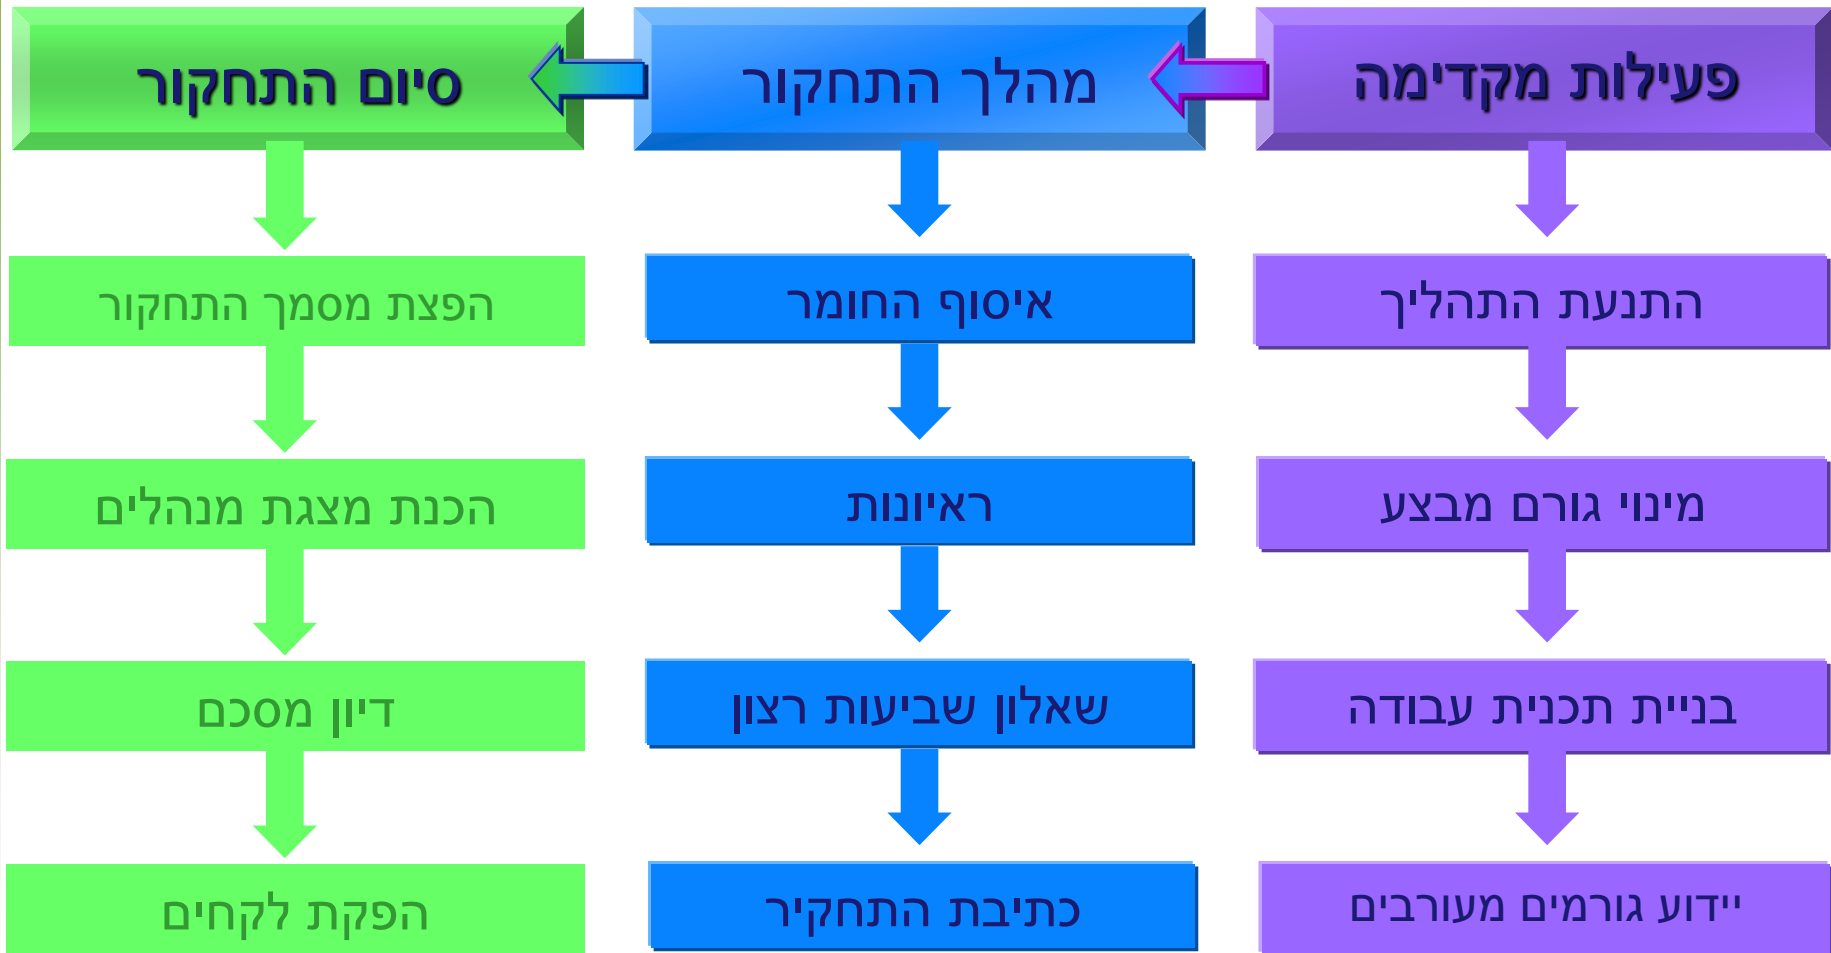 פעילות מקדימה
מהלך התחקור
סיום התחקור
התנעת התהליך
מינוי גורם מבצע
בניית תכנית עבודה
יידוע גורמים מעורבים
איסוף החומר
ראיונות
שאלון שביעות רצון
כתיבת התחקיר
הפצת מסמך התחקור
הכנת מצגת מנהלים
דיון מסכם
הפקת לקחים